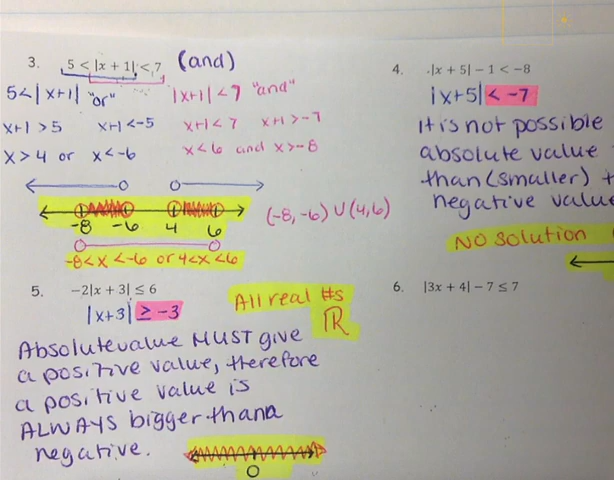 3. 5 < |x + 1| < 7 (and)
5 < |x+1| "or" |x+1| < 7 "and"
x+1 > 5 x+1 < -5 x+1 < 7 x+1 > -7
x > 4 or x < -6 x < 6 and x > -8
-8 -6 4 6 (-8, -6) ∪ (4, 6)
-8 < x < -6 or 4 < x < 6
4. |x + 5| − 1 < −8
|x+5| < -7
It is not possible
absolute value
than (smaller)
negative value
NO Solution
5. −2|x + 3| ≤ 6 All real #s
|x+3| ≥ -3 ℝ
Absolute value MUST give
a positive value, therefore
a positive value is
ALWAYS bigger than a
negative.
0
6. |3x + 4| − 7 ≤ 7